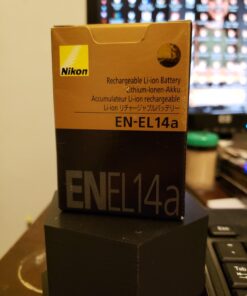 Nikon
Rechargeable Li-ion Battery
Lithium-Ionen-Akku
Accumulateur Li-ion rechargeable
Li-ion リチャージャブルバッテリー
EN-EL14a
ENEL14a